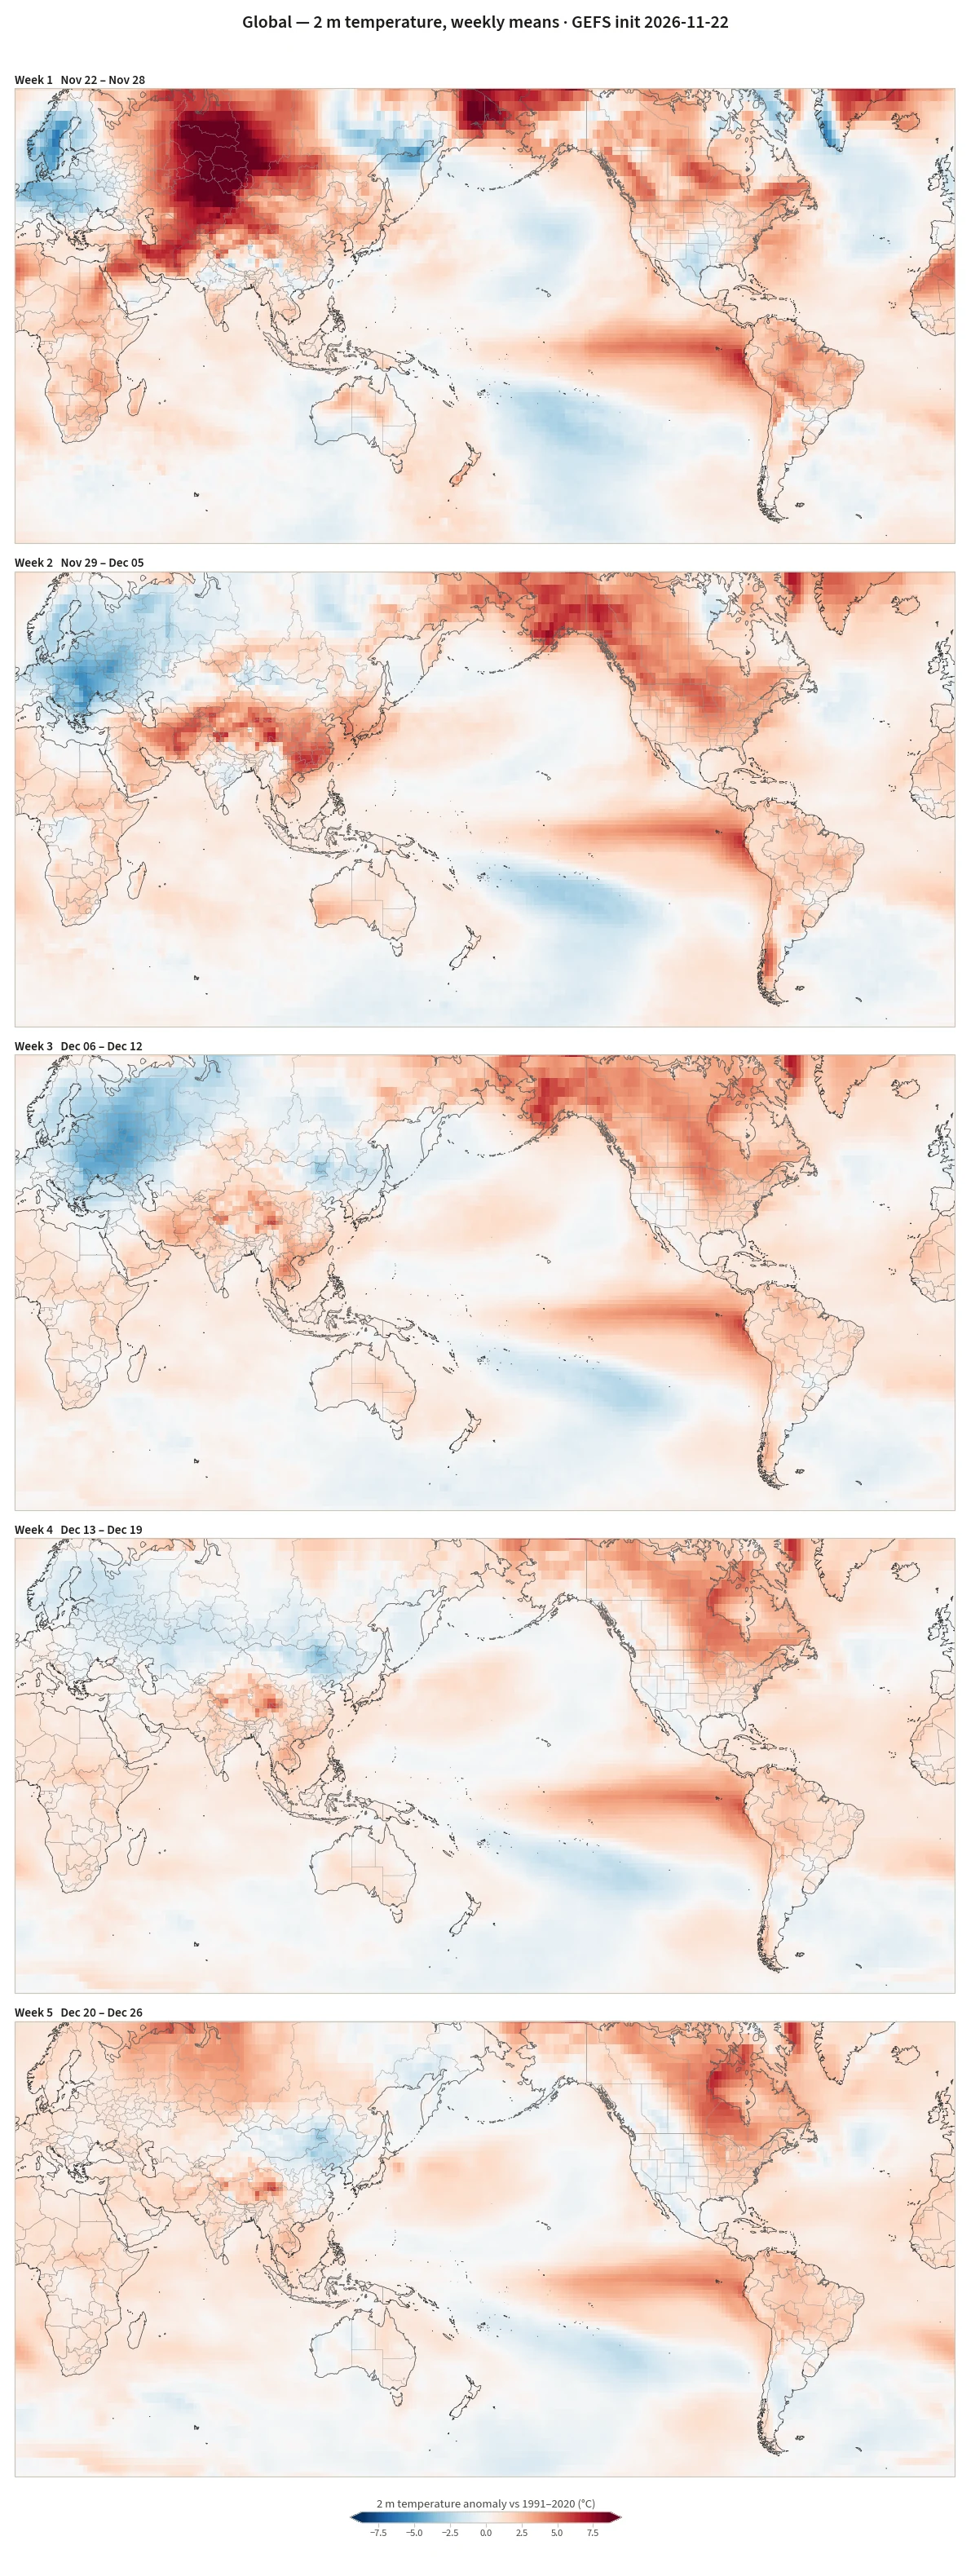 Global — 2 m temperature, weekly means · GEFS init 2026-11-22
Week 1 Nov 22 – Nov 28
Week 2 Nov 29 – Dec 05
Week 3 Dec 06 – Dec 12
Week 4 Dec 13 – Dec 19
Week 5 Dec 20 – Dec 26
2 m temperature anomaly vs 1991–2020 (°C)
−7.5 −5.0 −2.5 0.0 2.5 5.0 7.5